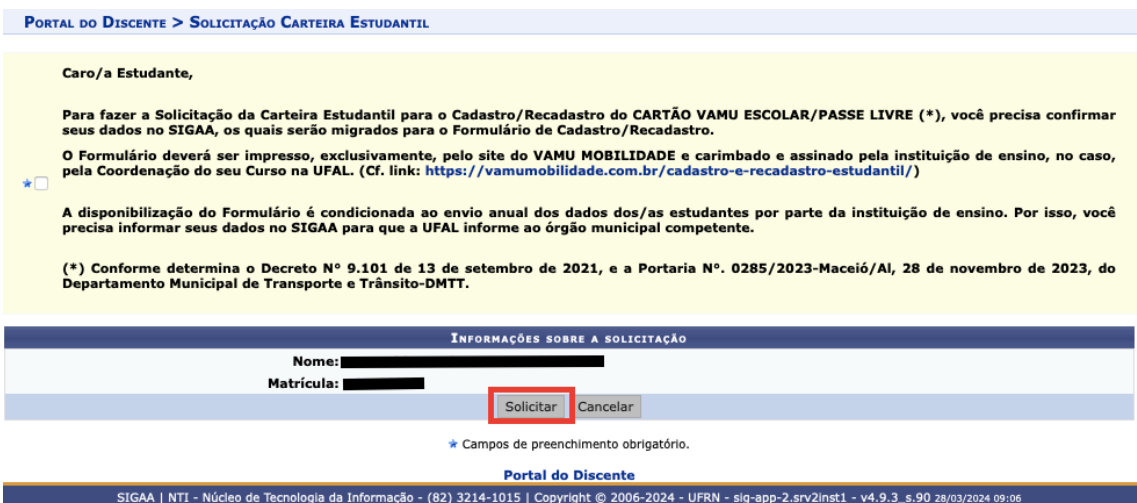 PORTAL DO DISCENTE > SOLICITAÇÃO CARTEIRA ESTUDANTIL
Caro/a Estudante,
Para fazer a Solicitação da Carteira Estudantil para o Cadastro/Recadastro do CARTÃO VAMU ESCOLAR/PASSE LIVRE (*), você precisa confirmar
seus dados no SIGAA, os quais serão migrados para o Formulário de Cadastro/Recadastro.
O Formulário deverá ser impresso, exclusivamente, pelo site do VAMU MOBILIDADE e carimbado e assinado pela instituição de ensino, no caso,
pela Coordenação do seu Curso na UFAL. (Cf. link: https://vamumobilidade.com.br/cadastro-e-recadastro-estudantil/)
A disponibilização do Formulário é condicionada ao envio anual dos dados dos/as estudantes por parte da instituição de ensino. Por isso, você
precisa informar seus dados no SIGAA para que a UFAL informe ao órgão municipal competente.
(*) Conforme determina o Decreto Nº 9.101 de 13 de setembro de 2021, e a Portaria Nº. 0285/2023-Maceió/Al, 28 de novembro de 2023, do
Departamento Municipal de Transporte e Trânsito-DMTT.
INFORMAÇÕES SOBRE A SOLICITAÇÃO
Nome:
Matrícula:
Solicitar Cancelar
Campos de preenchimento obrigatório.
Portal do Discente
SIGAA | NTI - Núcleo de Tecnologia da Informação - (82) 3214-1015 | Copyright © 2006-2024 - UFRN - sig-app-2.srv2inst1 - v4.9.3_s.90 28/03/2024 09:06